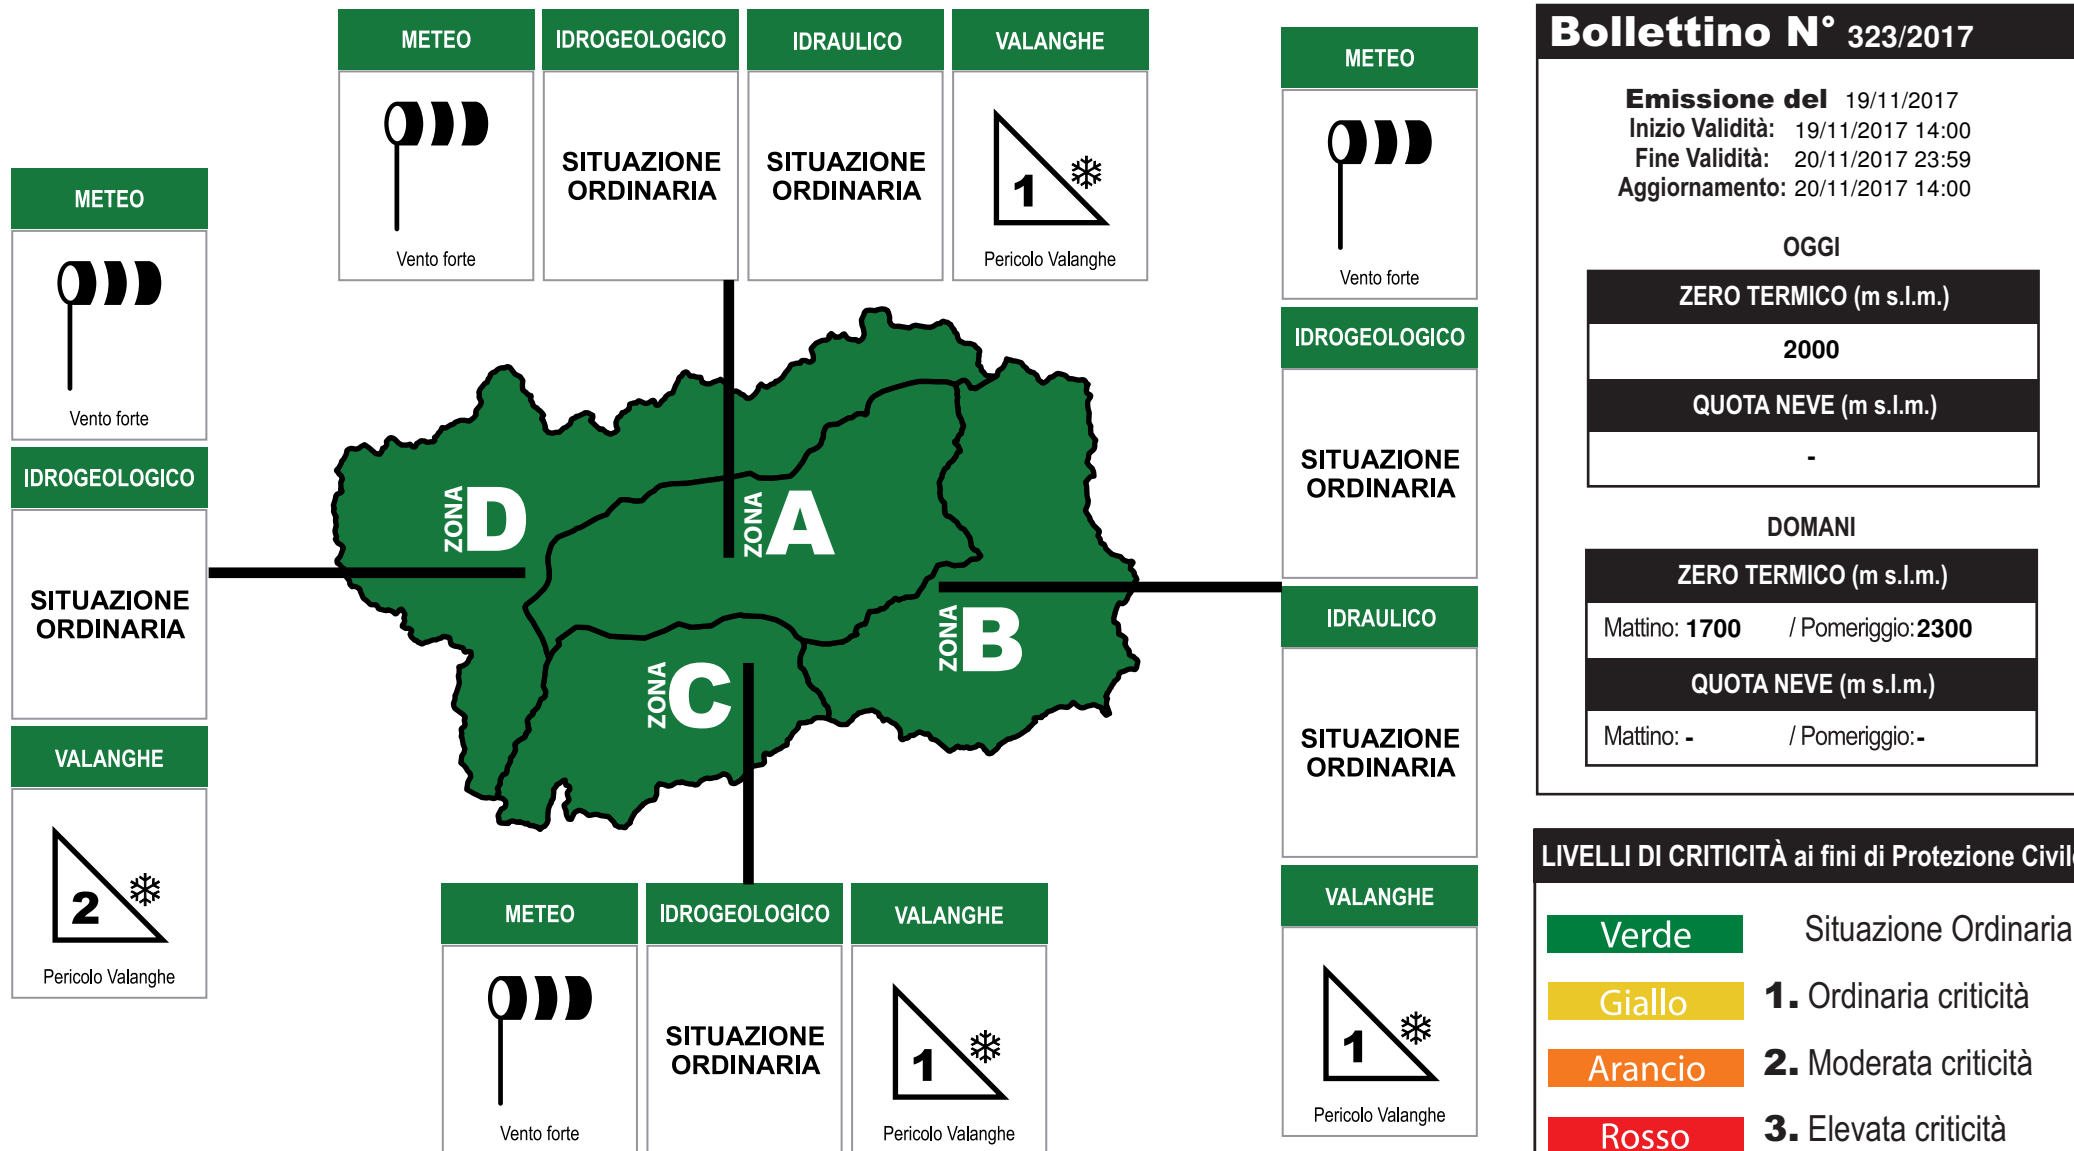 METEO
IDROGEOLOGICO
IDRAULICO
VALANGHE
Vento forte
SITUAZIONE
ORDINARIA
SITUAZIONE
ORDINARIA
1
Pericolo Valanghe
METEO
Vento forte
IDROGEOLOGICO
SITUAZIONE
ORDINARIA
VALANGHE
2
Pericolo Valanghe
ZONA D
ZONA A
ZONA B
ZONA C
METEO
Vento forte
IDROGEOLOGICO
SITUAZIONE
ORDINARIA
IDRAULICO
SITUAZIONE
ORDINARIA
VALANGHE
1
Pericolo Valanghe
METEO
IDROGEOLOGICO
VALANGHE
Vento forte
SITUAZIONE
ORDINARIA
1
Pericolo Valanghe
Bollettino N° 323/2017
Emissione del 19/11/2017
Inizio Validità: 19/11/2017 14:00
Fine Validità: 20/11/2017 23:59
Aggiornamento: 20/11/2017 14:00
OGGI
ZERO TERMICO (m s.l.m.)
2000
QUOTA NEVE (m s.l.m.)
-
DOMANI
ZERO TERMICO (m s.l.m.)
Mattino: 1700 / Pomeriggio: 2300
QUOTA NEVE (m s.l.m.)
Mattino: - / Pomeriggio: -
LIVELLI DI CRITICITÀ ai fini di Protezione Civile
Verde Situazione Ordinaria
Giallo 1. Ordinaria criticità
Arancio 2. Moderata criticità
Rosso 3. Elevata criticità